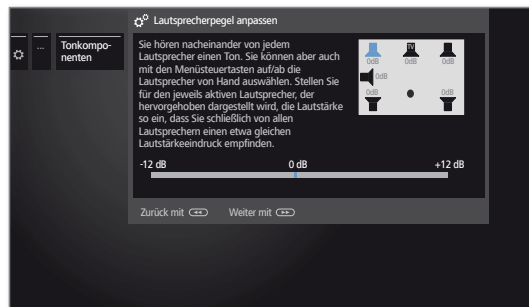 Lautsprecherpegel anpassen
...
Tonkompo-
nenten
Sie hören nacheinander von jedem
Lautsprecher einen Ton. Sie können aber auch
mit den Menüsteuertasten auf/ab die
Lautsprecher von Hand auswählen. Stellen Sie
für den jeweils aktiven Lautsprecher, der
hervorgehoben dargestellt wird, die Lautstärke
so ein, dass Sie schließlich von allen
Lautsprechern einen etwa gleichen
Lautstärkeeindruck empfinden.
TV
0dB 0dB 0dB
0dB
0dB 0dB
-12 dB 0 dB +12 dB
Zurück mit Weiter mit